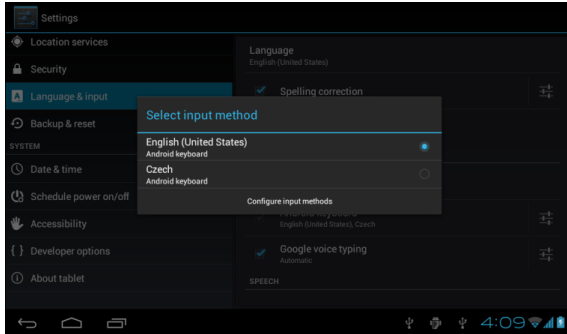 Settings
Location services
Security
Language & input
Backup & reset
SYSTEM
Date & time
Schedule power on/off
Accessibility
{ } Developer options
About tablet
Language
English (United States)
Spelling correction
Select input method
English (United States)
Android keyboard
Czech
Android keyboard
Configure input methods
Android keyboard
English (United States), Czech
Google voice typing
Automatic
SPEECH
4:09